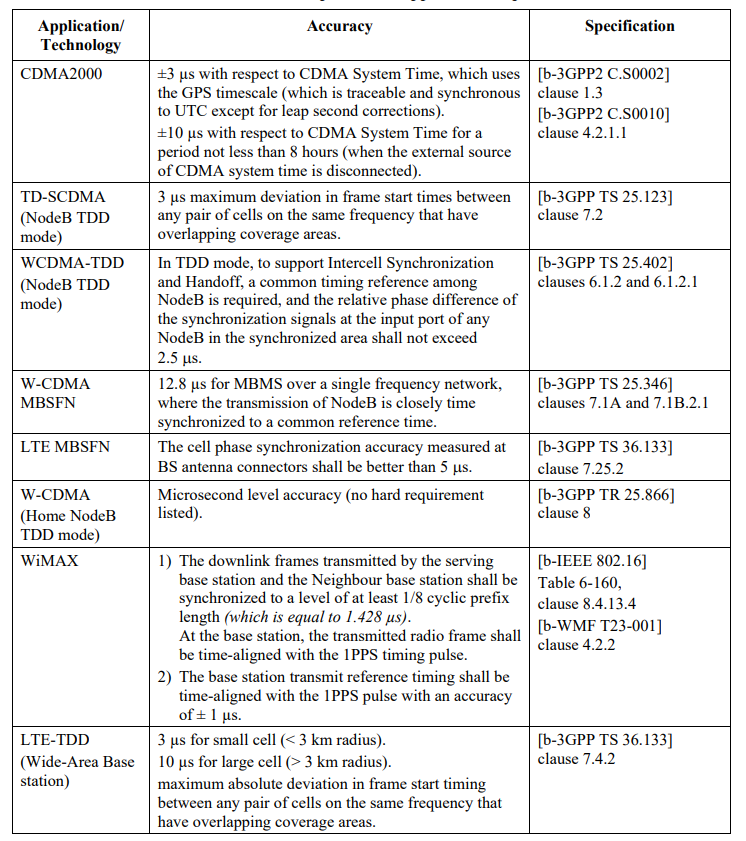 Application/
Technology
Accuracy
Specification
CDMA2000
±3 µs with respect to CDMA System Time, which uses
the GPS timescale (which is traceable and synchronous
to UTC except for leap second corrections).
±10 µs with respect to CDMA System Time for a
period not less than 8 hours (when the external source
of CDMA system time is disconnected).
[b-3GPP2 C.S0002]
clause 1.3
[b-3GPP2 C.S0010]
clause 4.2.1.1
TD-SCDMA
(NodeB TDD
mode)
3 µs maximum deviation in frame start times between
any pair of cells on the same frequency that have
overlapping coverage areas.
[b-3GPP TS 25.123]
clause 7.2
WCDMA-TDD
(NodeB TDD
mode)
In TDD mode, to support Intercell Synchronization
and Handoff, a common timing reference among
NodeB is required, and the relative phase difference of
the synchronization signals at the input port of any
NodeB in the synchronized area shall not exceed
2.5 µs.
[b-3GPP TS 25.402]
clauses 6.1.2 and 6.1.2.1
W-CDMA
MBSFN
12.8 µs for MBMS over a single frequency network,
where the transmission of NodeB is closely time
synchronized to a common reference time.
[b-3GPP TS 25.346]
clauses 7.1A and 7.1B.2.1
LTE MBSFN
The cell phase synchronization accuracy measured at
BS antenna connectors shall be better than 5 µs.
[b-3GPP TS 36.133]
clause 7.25.2
W-CDMA
(Home NodeB
TDD mode)
Microsecond level accuracy (no hard requirement
listed).
[b-3GPP TR 25.866]
clause 8
WiMAX
1) The downlink frames transmitted by the serving
base station and the Neighbour base station shall be
synchronized to a level of at least 1/8 cyclic prefix
length (which is equal to 1.428 µs).
At the base station, the transmitted radio frame shall
be time-aligned with the 1PPS timing pulse.
2) The base station transmit reference timing shall be
time-aligned with the 1PPS pulse with an accuracy
of ± 1 µs.
[b-IEEE 802.16]
Table 6-160,
clause 8.4.13.4
[b-WMF T23-001]
clause 4.2.2
LTE-TDD
(Wide-Area Base
station)
3 µs for small cell (< 3 km radius).
10 µs for large cell (> 3 km radius).
maximum absolute deviation in frame start timing
between any pair of cells on the same frequency that
have overlapping coverage areas.
[b-3GPP TS 36.133]
clause 7.4.2